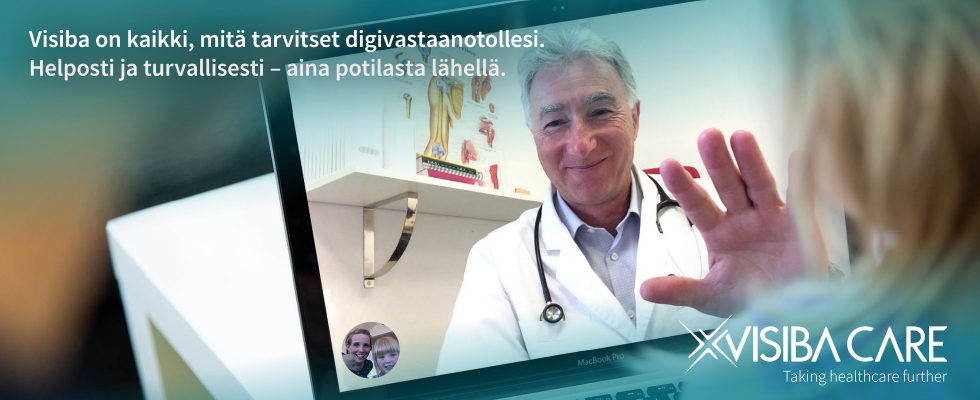 Visiba on kaikki, mitä tarvitset digivastaanotollesi.
Helposti ja turvallisesti – aina potilasta lähellä.
MacBook Pro
VISIBA CARE
Taking healthcare further